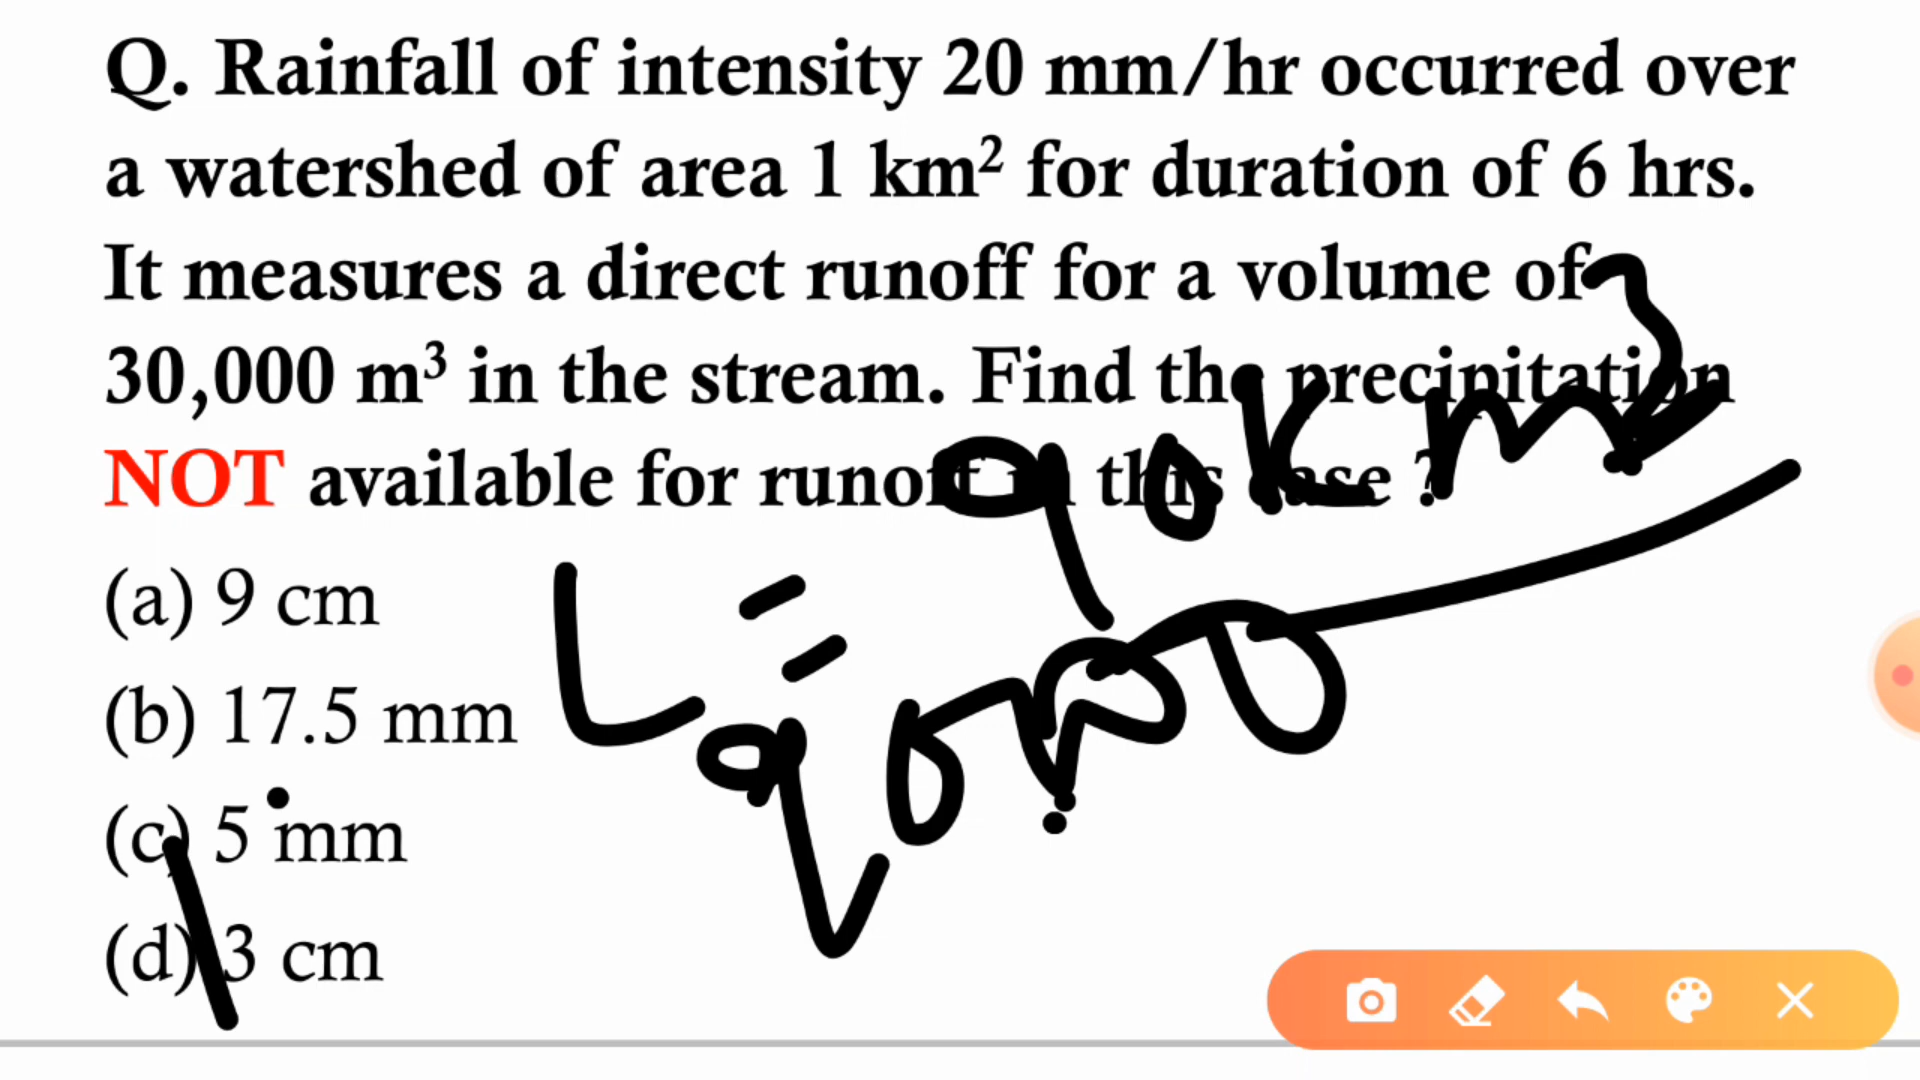 Q. Rainfall of intensity 20 mm/hr occurred over
a watershed of area 1 km² for duration of 6 hrs.
It measures a direct runoff for a volume of
30,000 m³ in the stream. Find the precipitation
NOT available for runoff in this case ?
(a) 9 cm
(b) 17.5 mm
(c) 5 mm
(d) 3 cm